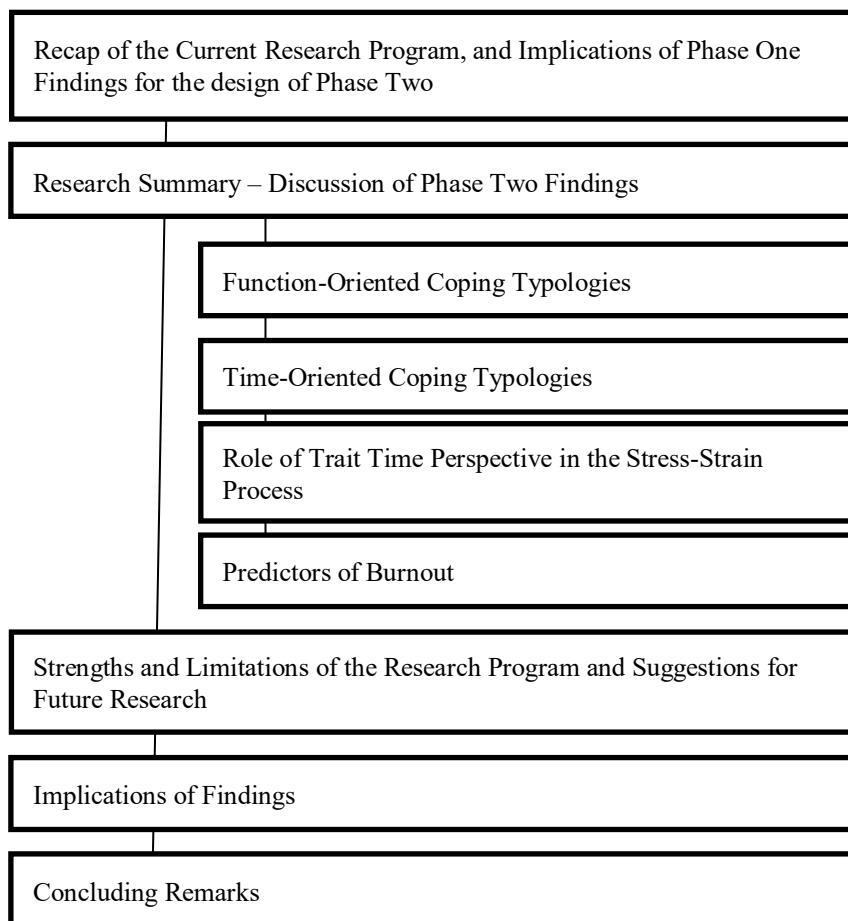 Recap of the Current Research Program, and Implications of Phase One
Findings for the design of Phase Two
Research Summary – Discussion of Phase Two Findings
Function-Oriented Coping Typologies
Time-Oriented Coping Typologies
Role of Trait Time Perspective in the Stress-Strain
Process
Predictors of Burnout
Strengths and Limitations of the Research Program and Suggestions for
Future Research
Implications of Findings
Concluding Remarks